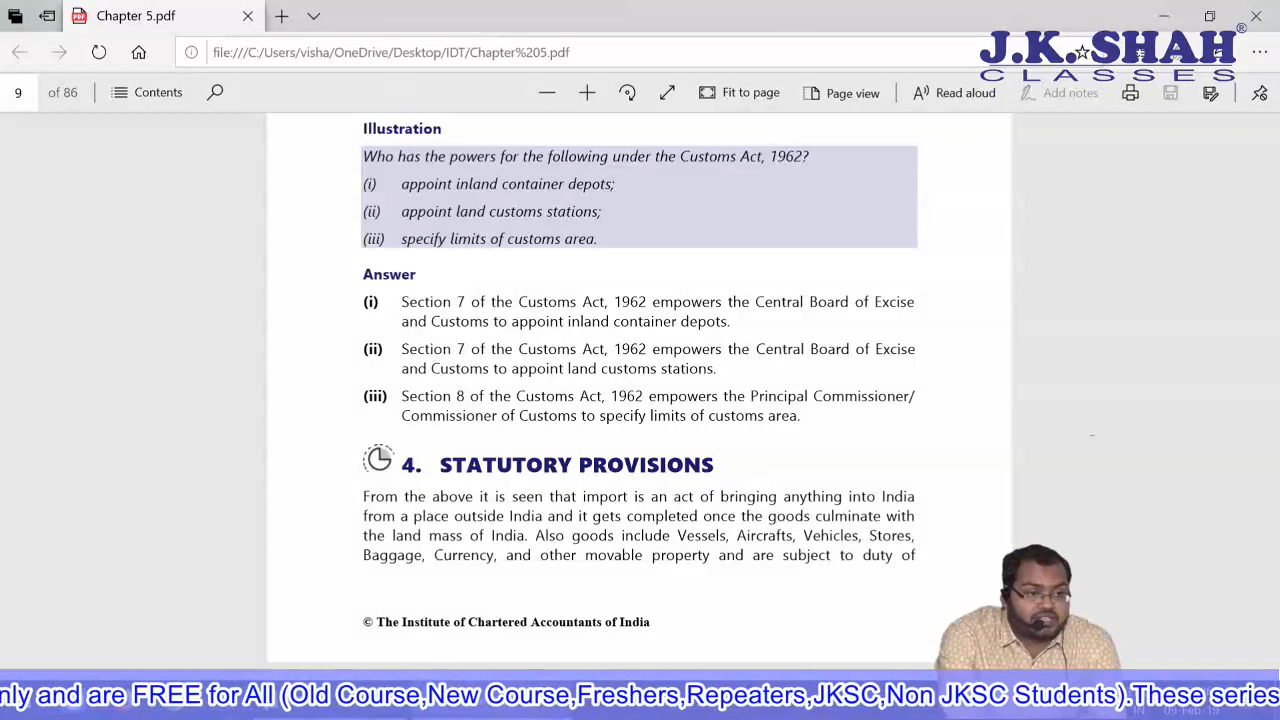 Chapter 5.pdf
file:///C:/Users/visha/OneDrive/Desktop/IDT/Chapter%205.pdf
J.K.SHAH®
CLASSES
9 of 86 Contents Fit to page Page view Read aloud Add notes
Illustration
Who has the powers for the following under the Customs Act, 1962?
(i) appoint inland container depots;
(ii) appoint land customs stations;
(iii) specify limits of customs area.
Answer
(i) Section 7 of the Customs Act, 1962 empowers the Central Board of Excise
and Customs to appoint inland container depots.
(ii) Section 7 of the Customs Act, 1962 empowers the Central Board of Excise
and Customs to appoint land customs stations.
(iii) Section 8 of the Customs Act, 1962 empowers the Principal Commissioner/
Commissioner of Customs to specify limits of customs area.
4. STATUTORY PROVISIONS
From the above it is seen that import is an act of bringing anything into India
from a place outside India and it gets completed once the goods culminate with
the land mass of India. Also goods include Vessels, Aircrafts, Vehicles, Stores,
Baggage, Currency, and other movable property and are subject to duty of
© The Institute of Chartered Accountants of India
nly and are FREE for All (Old Course,New Course,Freshers,Repeaters,JKSC,Non JKSC Students).These series